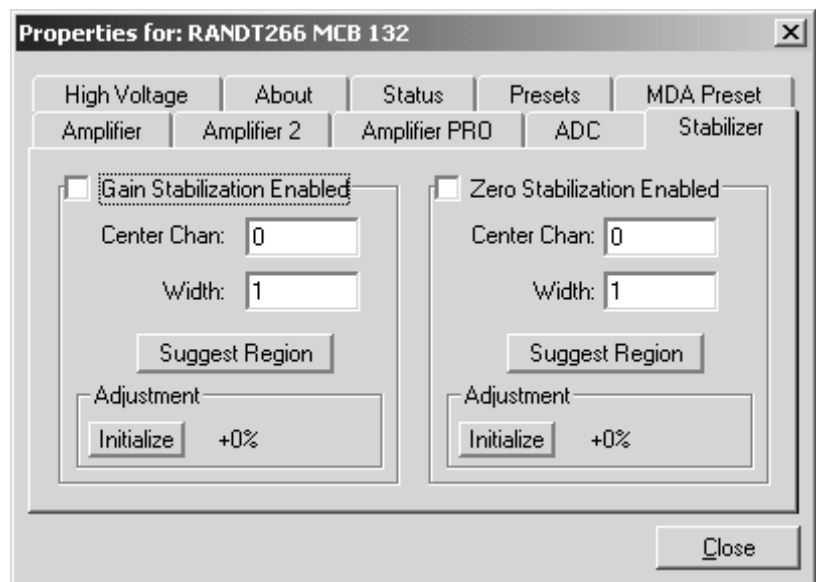 Properties for: RANDT266 MCB 132
High Voltage About Status Presets MDA Preset
Amplifier Amplifier 2 Amplifier PRO ADC Stabilizer
Gain Stabilization Enabled
Center Chan: 0
Width: 1
Suggest Region
Adjustment
Initialize +0%
Zero Stabilization Enabled
Center Chan: 0
Width: 1
Suggest Region
Adjustment
Initialize +0%
Close